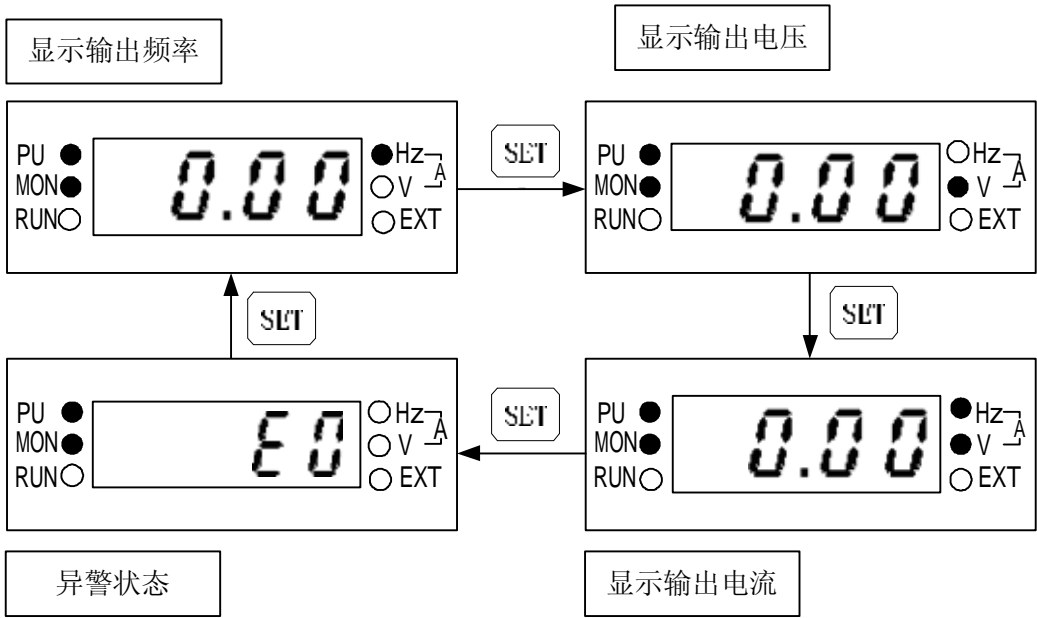 显示输出频率
显示输出电压
PU
MON
RUN
0.00
Hz
V
A
EXT
SET
PU
MON
RUN
0.00
Hz
V
A
EXT
SET
SET
PU
MON
RUN
E0
Hz
V
A
EXT
SET
PU
MON
RUN
0.00
Hz
V
A
EXT
异警状态
显示输出电流